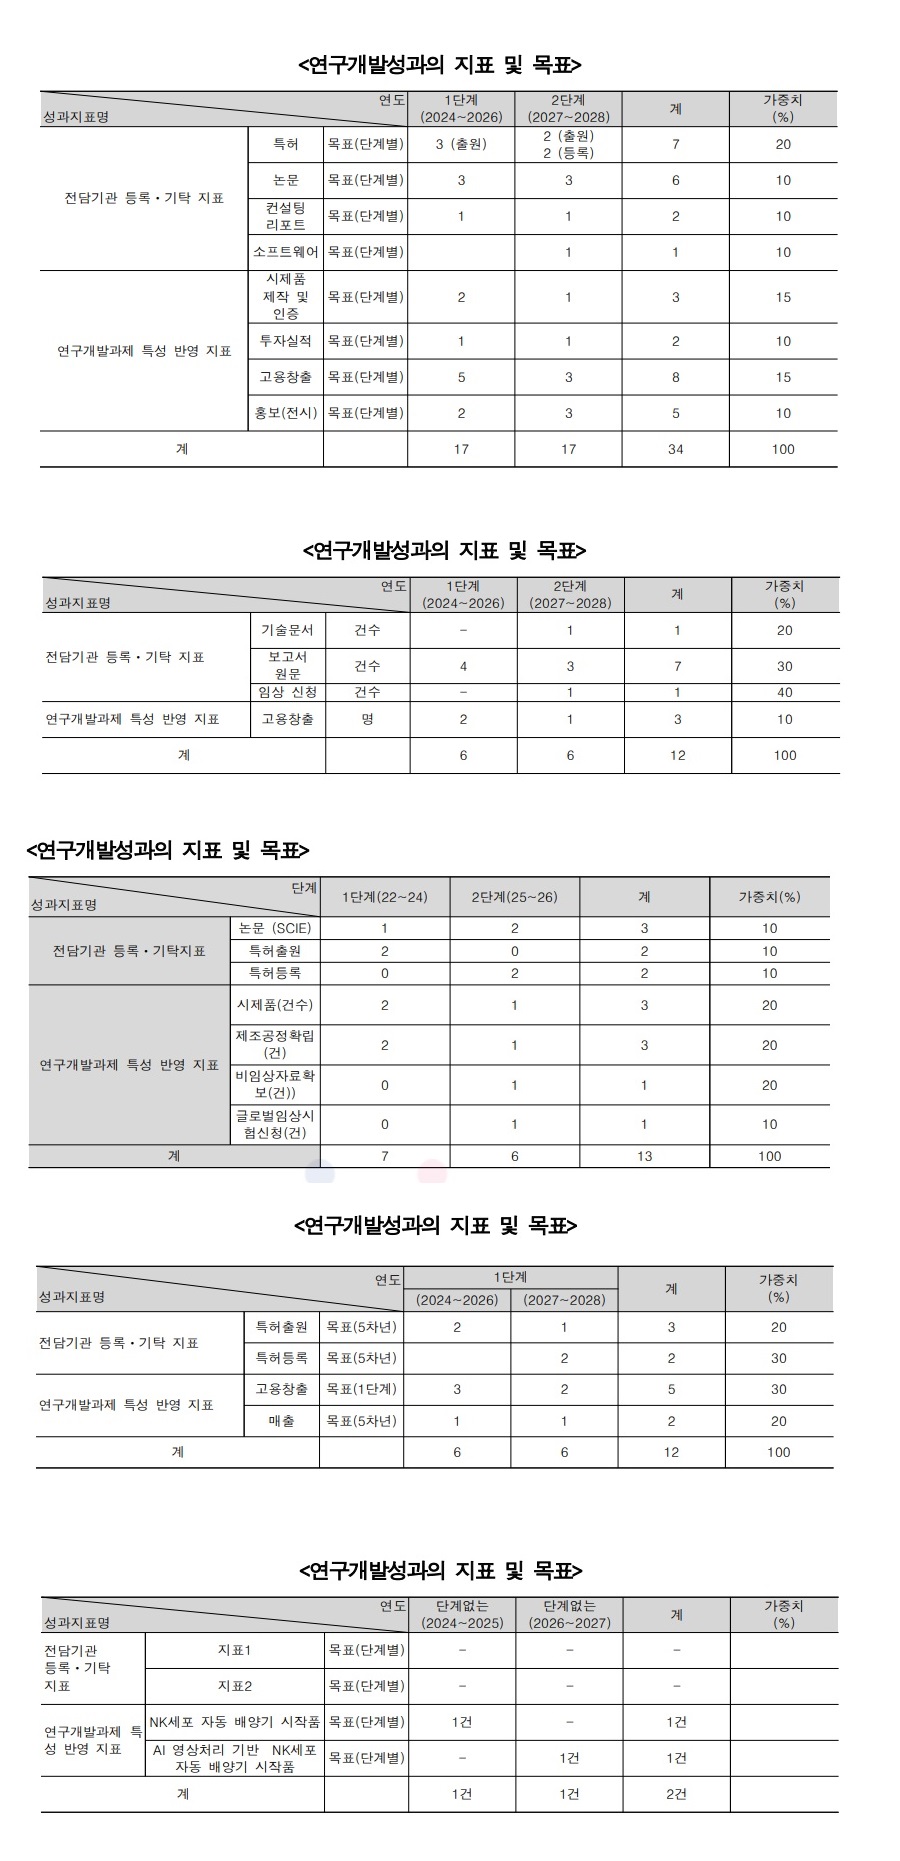 <연구개발성과의 지표 및 목표>
연도
성과지표명
1단계 (2024~2026)
2단계 (2027~2028)
계
가중치 (%)
전담기관 등록·기탁 지표
특허 목표(단계별) 3 (출원) 2 (출원) 2 (등록) 7 20
논문 목표(단계별) 3 3 6 10
컨설팅 리포트 목표(단계별) 1 1 2 10
소프트웨어 목표(단계별) 1 1 10
연구개발과제 특성 반영 지표
시제품 제작 및 인증 목표(단계별) 2 1 3 15
투자실적 목표(단계별) 1 1 2 10
고용창출 목표(단계별) 5 3 8 15
홍보(전시) 목표(단계별) 2 3 5 10
계 17 17 34 100
<연구개발성과의 지표 및 목표>
연도
성과지표명
1단계 (2024~2026)
2단계 (2027~2028)
계
가중치 (%)
전담기관 등록·기탁 지표
기술문서 건수 - 1 1 20
보고서 원문 건수 4 3 7 30
임상 신청 건수 - 1 1 40
연구개발과제 특성 반영 지표 고용창출 명 2 1 3 10
계 6 6 12 100
<연구개발성과의 지표 및 목표>
단계
성과지표명
1단계(22~24)
2단계(25~26)
계
가중치(%)
전담기관 등록·기탁지표
논문 (SCIE) 1 2 3 10
특허출원 2 0 2 10
특허등록 0 2 2 10
연구개발과제 특성 반영 지표
시제품(건수) 2 1 3 20
제조공정확립 (건) 2 1 3 20
비임상자료확보(건)) 0 1 1 20
글로벌임상시험신청(건) 0 1 1 10
계 7 6 13 100
<연구개발성과의 지표 및 목표>
연도
성과지표명
1단계
(2024~2026)
(2027~2028)
계
가중치 (%)
전담기관 등록·기탁 지표
특허출원 목표(5차년) 2 1 3 20
특허등록 목표(5차년) 2 2 30
연구개발과제 특성 반영 지표
고용창출 목표(1단계) 3 2 5 30
매출 목표(5차년) 1 1 2 20
계 6 6 12 100
<연구개발성과의 지표 및 목표>
연도
성과지표명
단계없는 (2024~2025)
단계없는 (2026~2027)
계
가중치 (%)
전담기관 등록·기탁 지표
지표1 목표(단계별) - - -
지표2 목표(단계별) - - -
연구개발과제 특성 반영 지표
NK세포 자동 배양기 시작품 목표(단계별) 1건 - 1건
AI 영상처리 기반 NK세포 자동 배양기 시작품 목표(단계별) - 1건 1건
계 1건 1건 2건